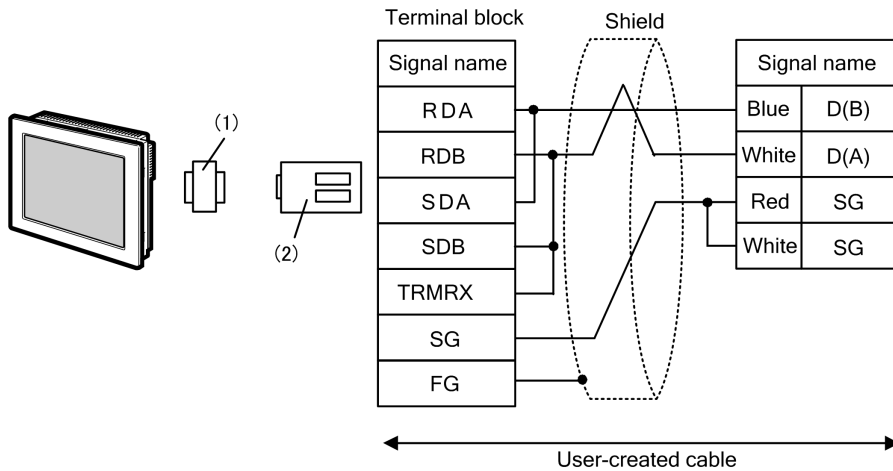 Terminal block
Shield
Signal name
RDA
RDB
SDA
SDB
TRMRX
SG
FG
Signal name
Blue D(B)
White D(A)
Red SG
White SG
(1)
(2)
User-created cable